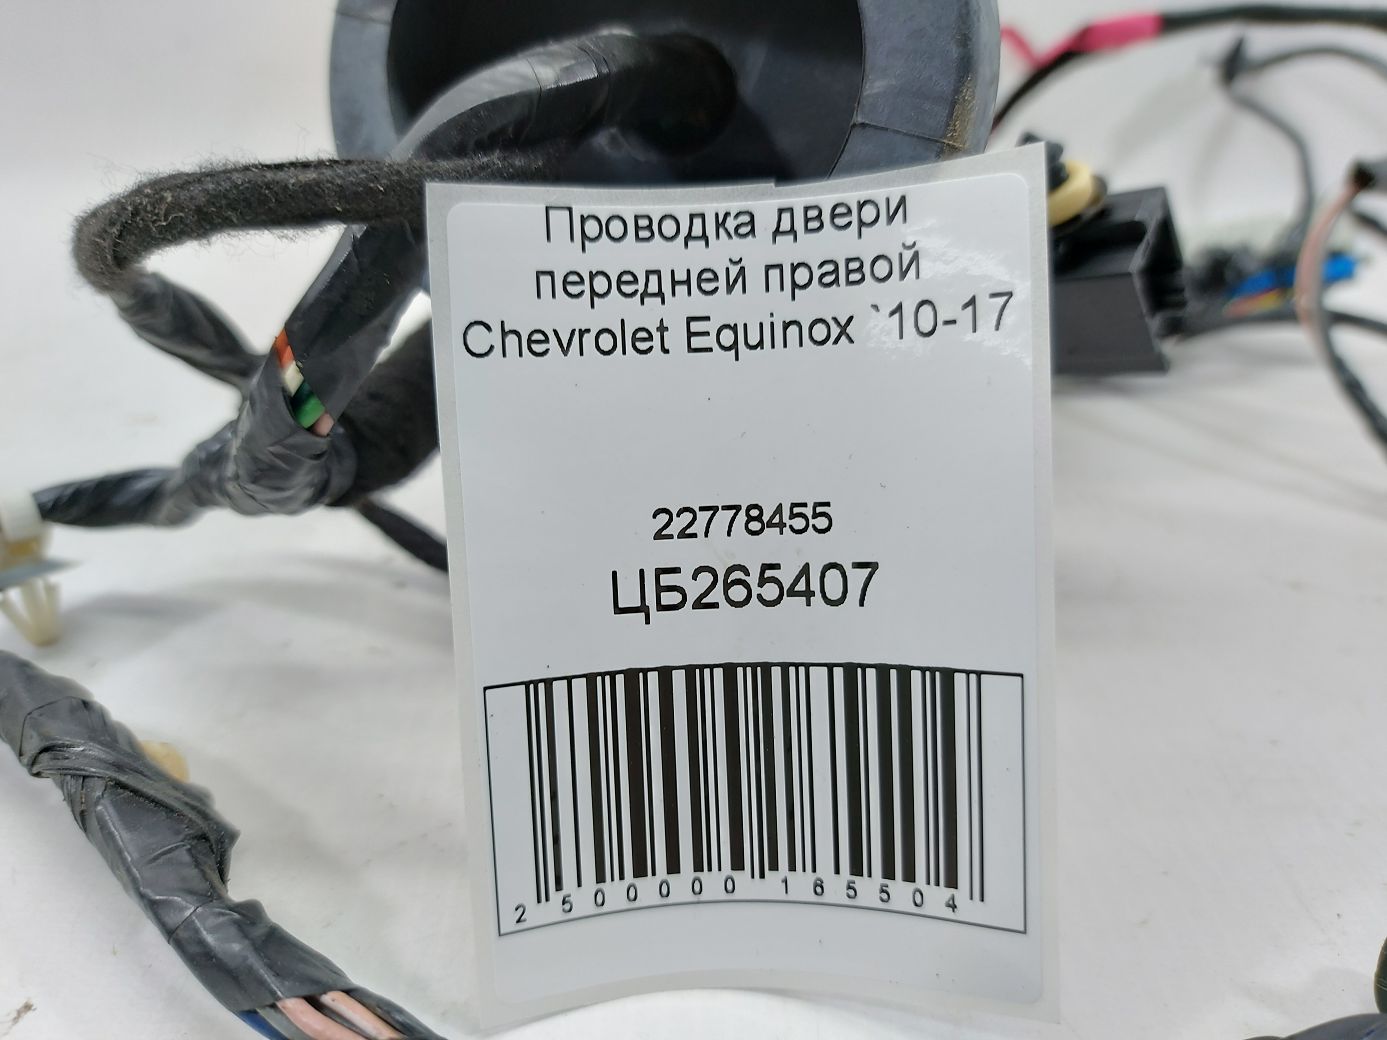 Проводка двери
передней правой
Chevrolet Equinox `10-17
22778455
ЦБ265407
2 500000 165504